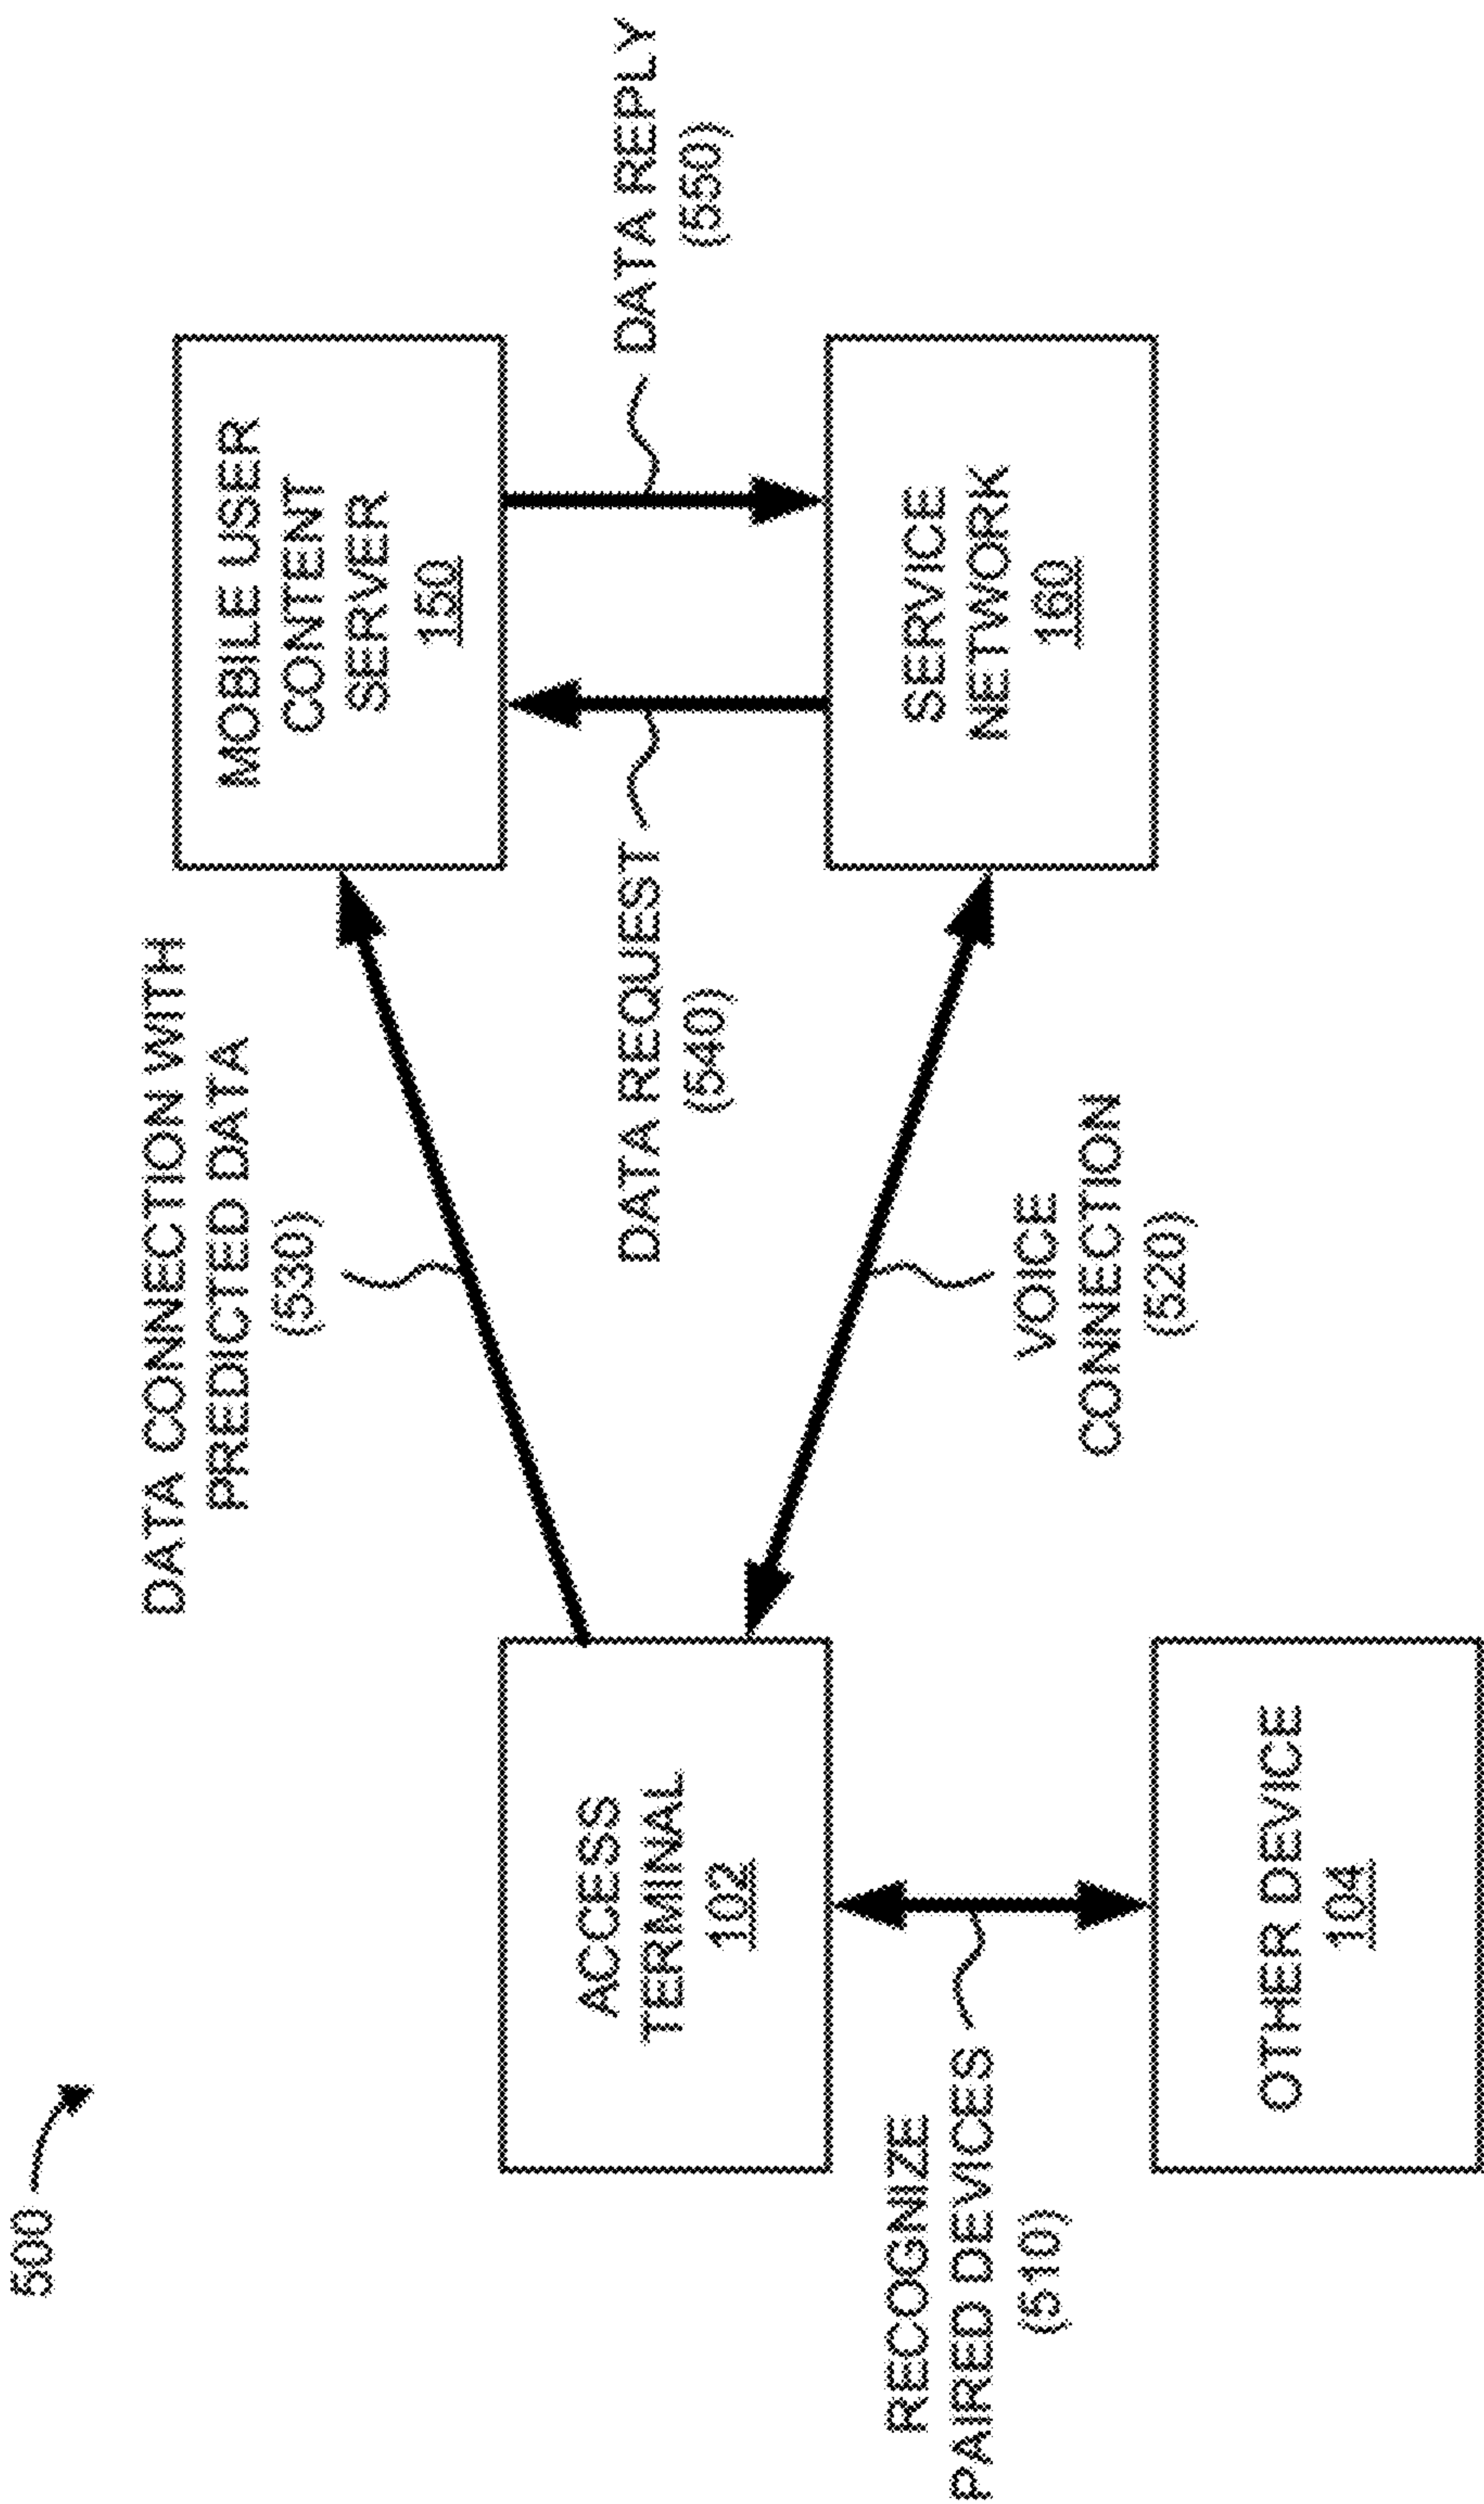 500
DATA CONNECTION WITH
PREDICTED DATA
(530)
MOBILE USER
CONTENT
SERVER
150
ACCESS
TERMINAL
102
DATA REQUEST
(540)
DATA REPLY
(550)
RECOGNIZE
PAIRED DEVICES
(510)
VOICE
CONNECTION
(520)
SERVICE
NETWORK
160
OTHER DEVICE
104